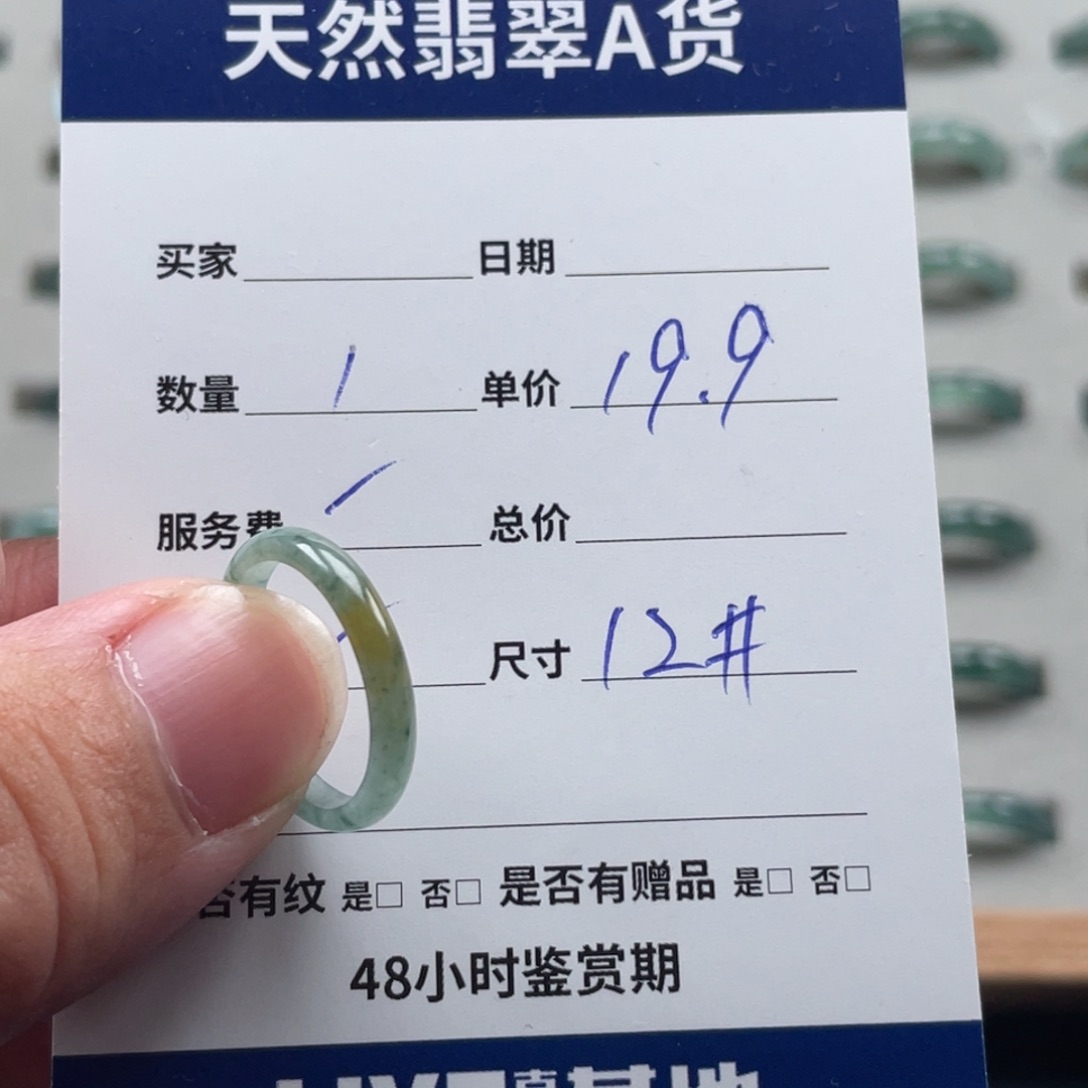 天然翡翠A货
买家 日期
数量 1 单价 19.9
服务费 / 总价
尺寸 12#
否有纹 是□ 否□ 是否有赠品 是□ 否□
48小时鉴赏期
基地